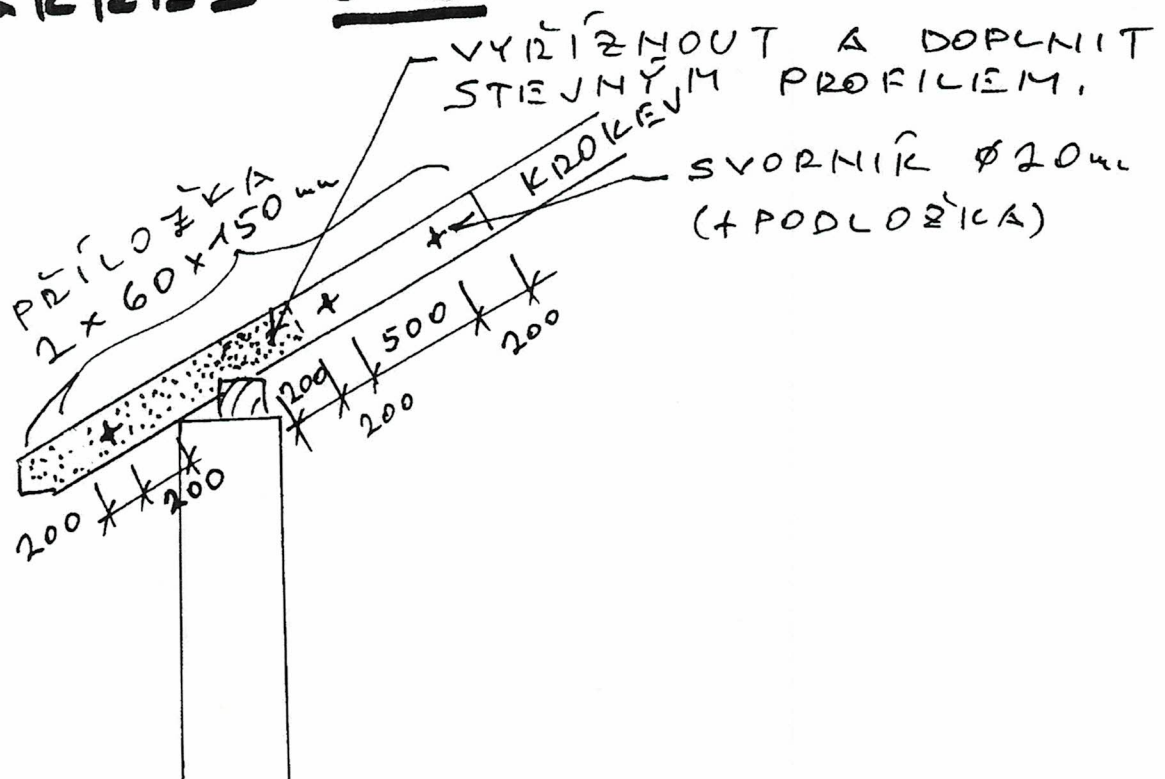 VYŘÍZNOUT A DOPLNIT
STEJNÝM PROFILEM.
KROKEV
SVORNÍK Ø20mm
(+PODLOŽKA)
PŘÍLOŽKA
2 x 60 x 150 mm
500
200
200
200
200
200